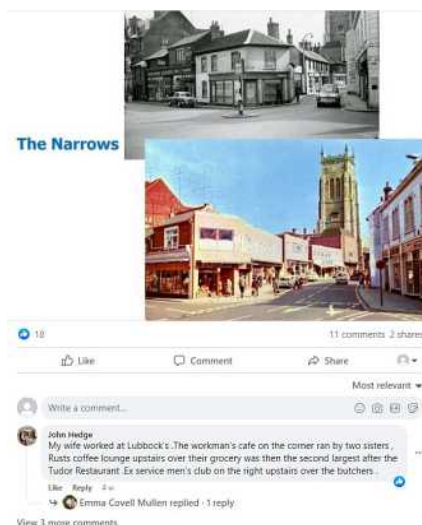 The Narrows
18
11 comments 2 shares
Like Comment Share
Most relevant
Write a comment...
John Hedge
My wife worked at Lubbock's .The workman's cafe on the corner ran by two sisters ,
Rusts coffee lounge upstairs over their grocery was then the second largest after the
Tudor Restaurant .Ex service men's club on the right upstairs over the butchers .
Like Reply 4 w
Emma Covell Mullen replied · 1 reply
View 3 more comments